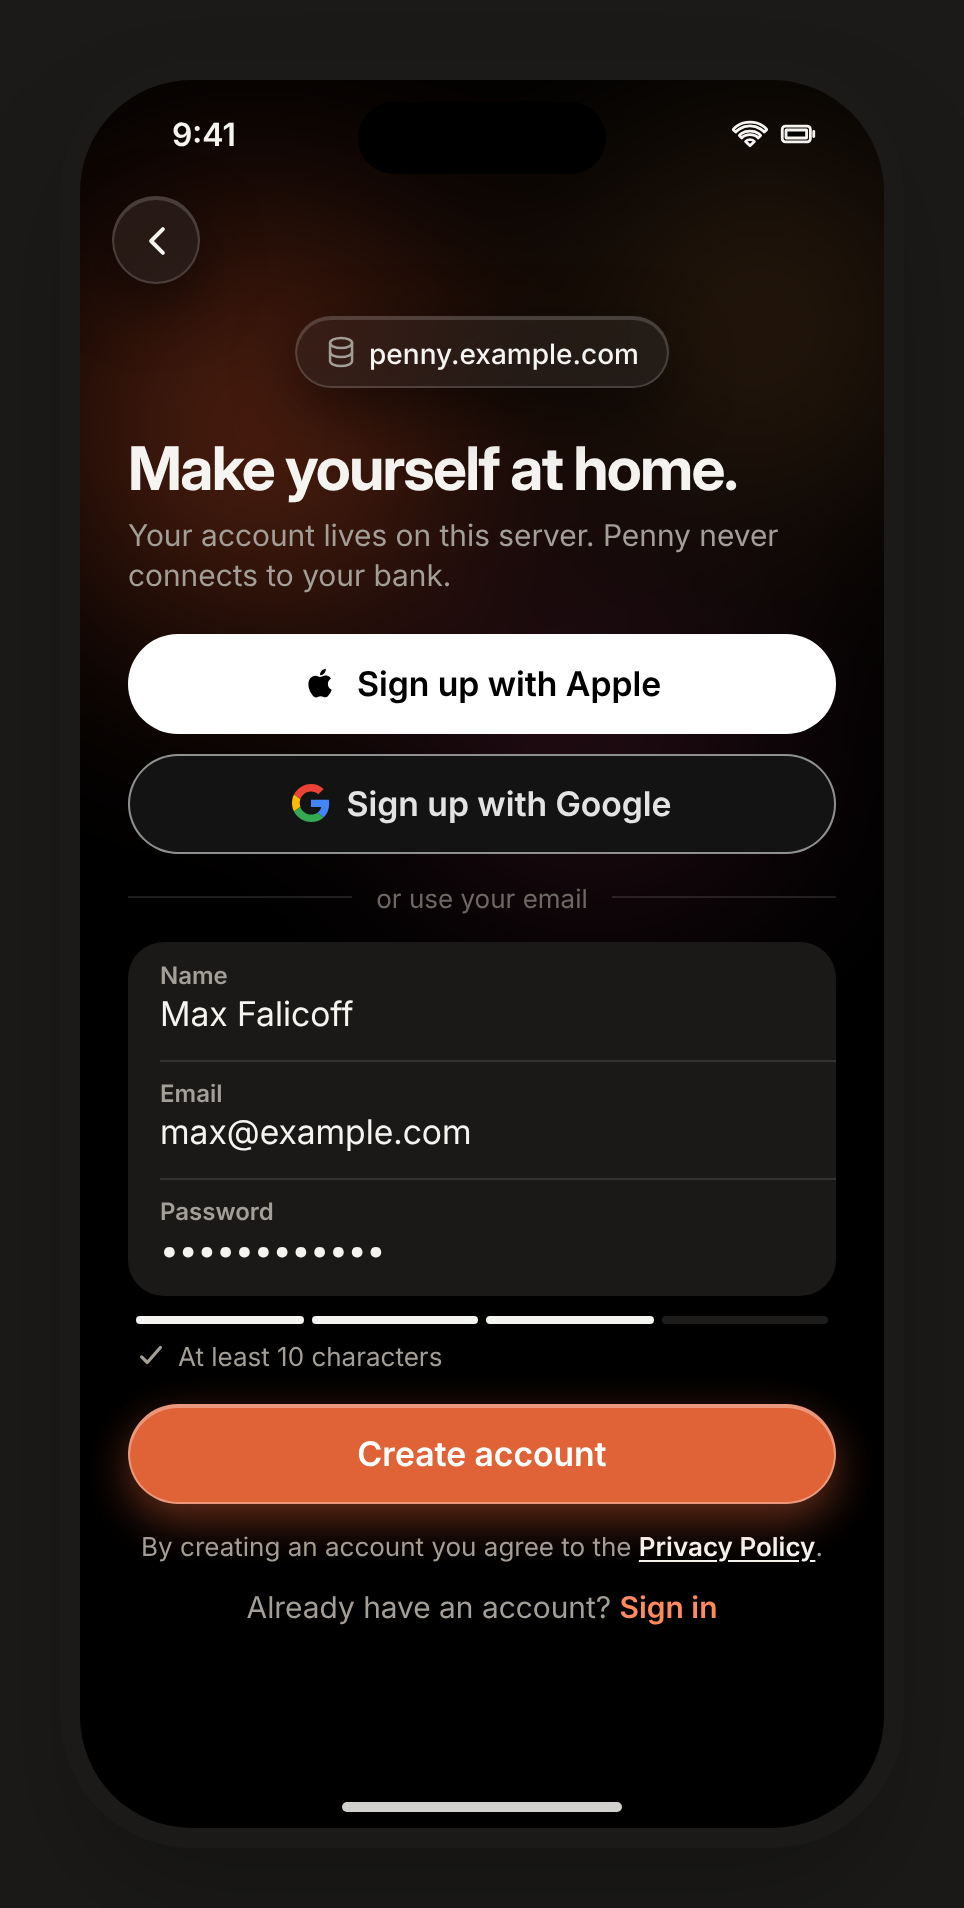 9:41
penny.example.com
Make yourself at home.
Your account lives on this server. Penny never
connects to your bank.
Sign up with Apple
Sign up with Google
or use your email
Name
Max Falicoff
Email
max@example.com
Password
••••••••••••
At least 10 characters
Create account
By creating an account you agree to the Privacy Policy.
Already have an account? Sign in